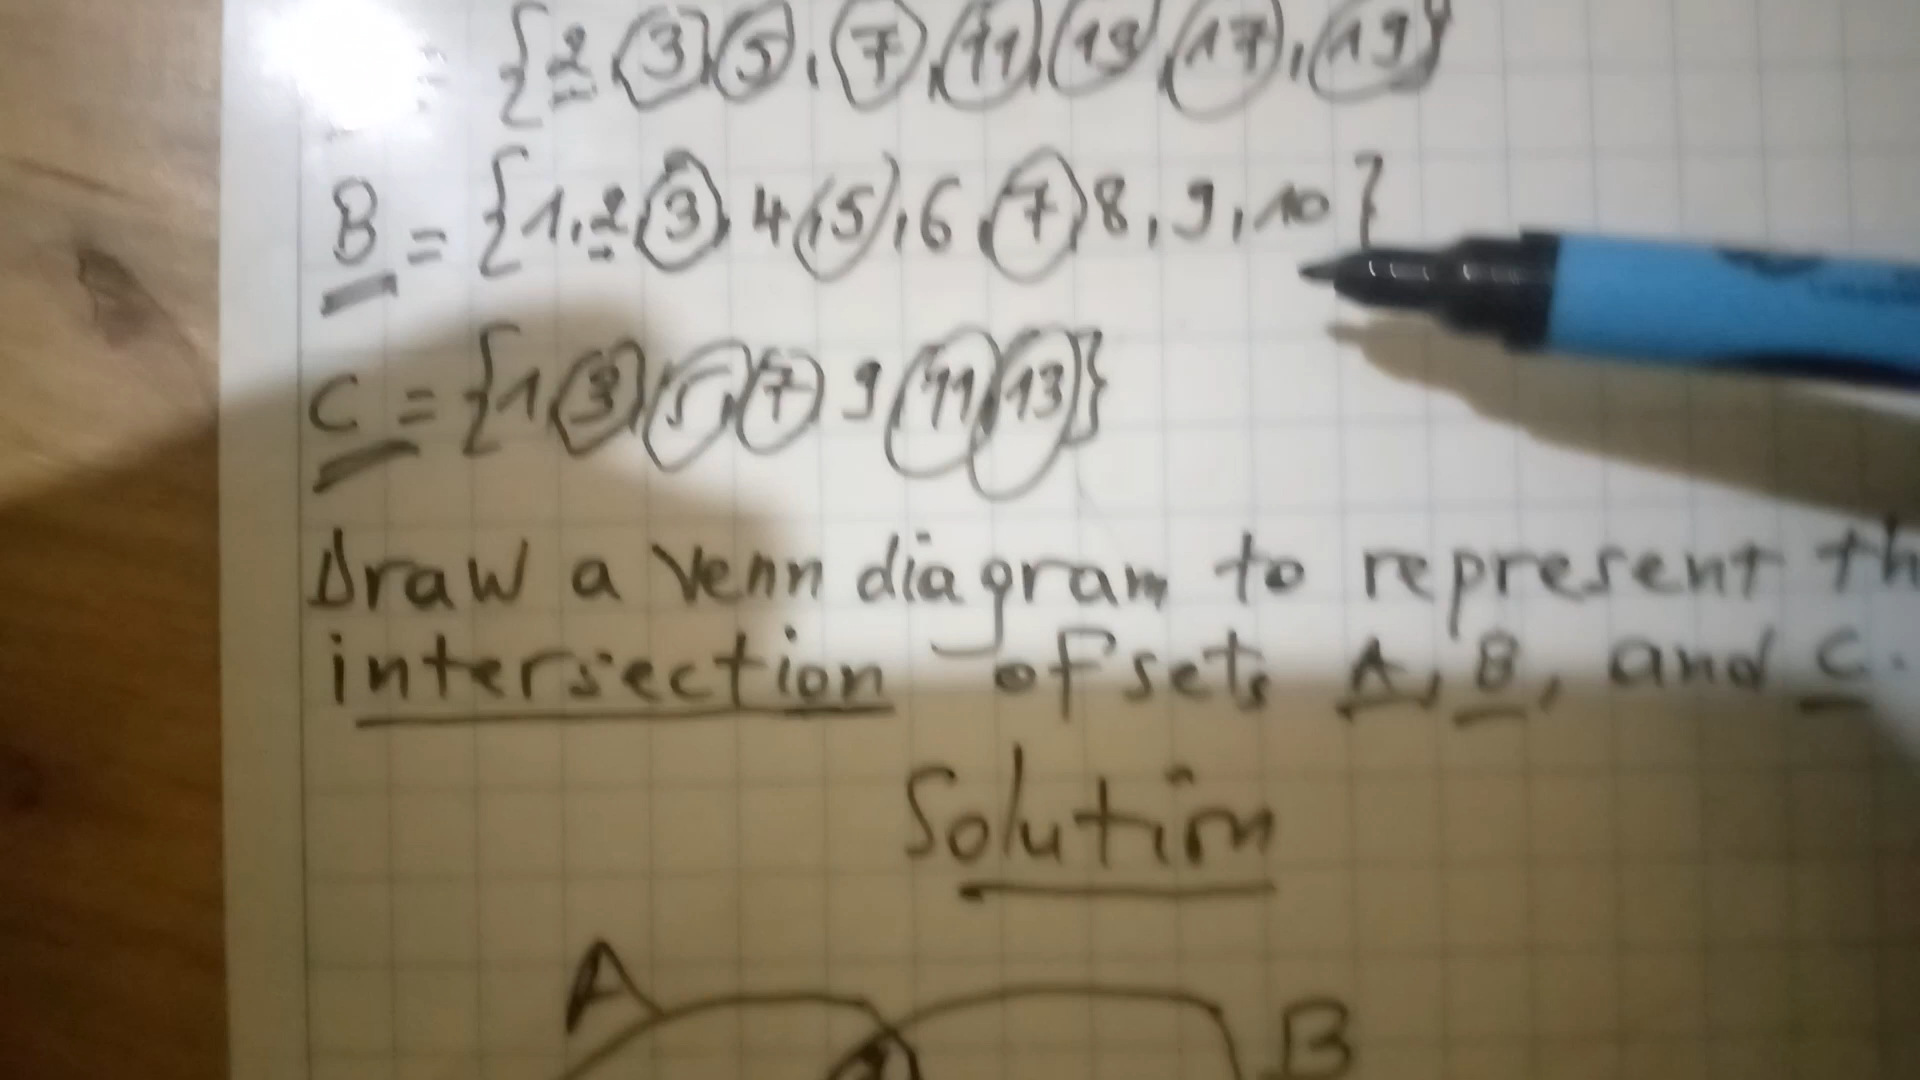 = {2, 3, 5, 7, 11, 13, 17, 19}
B = {1, 2, 3, 4, 5, 6, 7, 8, 9, 10}
C = {1, 3, 5, 7, 9, 11, 13}
Draw a Venn diagram to represent th
intersection of sets A, B, and C.
Solution
A
B